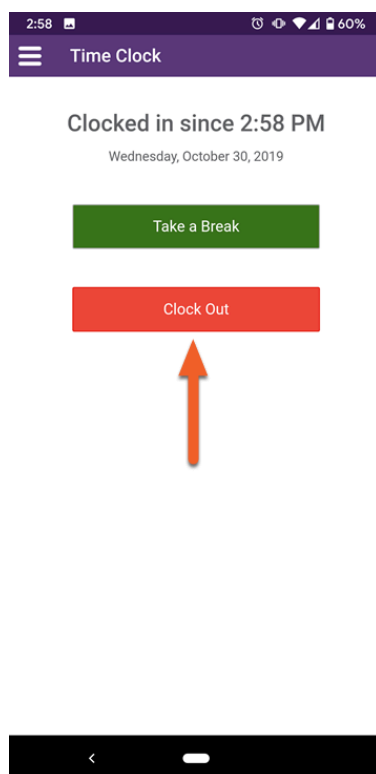 2:58 60%
Time Clock
Clocked in since 2:58 PM
Wednesday, October 30, 2019
Take a Break
Clock Out